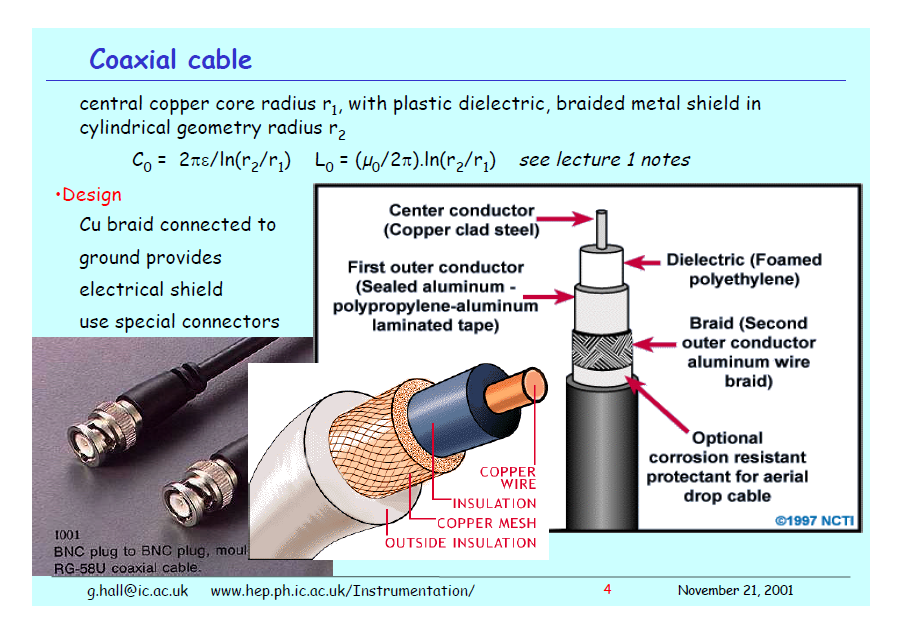 Coaxial cable
central copper core radius r1, with plastic dielectric, braided metal shield in
cylindrical geometry radius r2
C0 = 2πε/ln(r2/r1) L0 = (μ0/2π).ln(r2/r1) see lecture 1 notes
•Design
Cu braid connected to
ground provides
electrical shield
use special connectors
Center conductor
(Copper clad steel)
First outer conductor
(Sealed aluminum -
polypropylene-aluminum
laminated tape)
Dielectric (Foamed
polyethylene)
Braid (Second
outer conductor
aluminum wire
braid)
Optional
corrosion resistant
protectant for aerial
drop cable
©1997 NCTI
COPPER
WIRE
INSULATION
COPPER MESH
OUTSIDE INSULATION
I001
BNC plug to BNC plug, moul
RG-58U coaxial cable.
g.hall@ic.ac.uk www.hep.ph.ic.ac.uk/Instrumentation/ 4 November 21, 2001